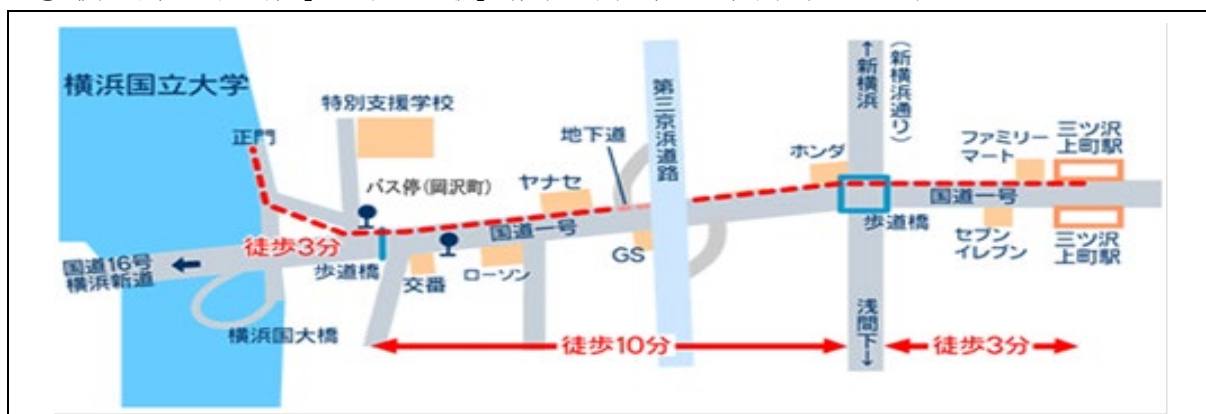 横浜国立大学
正門
特別支援学校
バス停(岡沢町)
徒歩3分
国道16号
横浜新道
横浜国大橋
歩道橋
交番
ローソン
国道一号
ヤナセ
地下道
GS
第三京浜道路
ホンダ
↑新横浜
(新横浜通り)
ファミリー
マート
三ツ沢
上町駅
国道一号
歩道橋
セブン
イレブン
三ツ沢
上町駅
浅間下↓
徒歩10分
徒歩3分